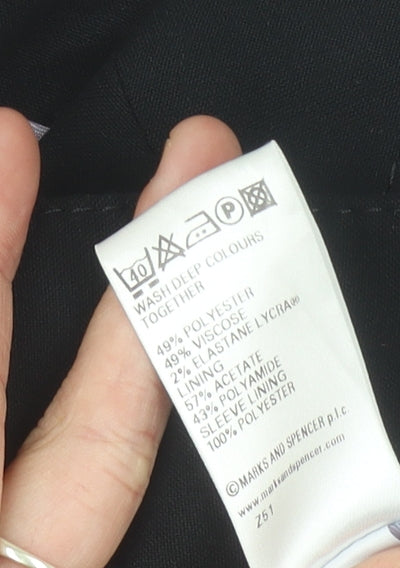 40 P
WASH DEEP COLOURS
TOGETHER
49% POLYESTER
49% VISCOSE
2% ELASTANE LYCRA®
LINING
57% ACETATE
43% POLYAMIDE
SLEEVE LINING
100% POLYESTER
©MARKS AND SPENCER p.l.c.
www.marksandspencer.com
Z51